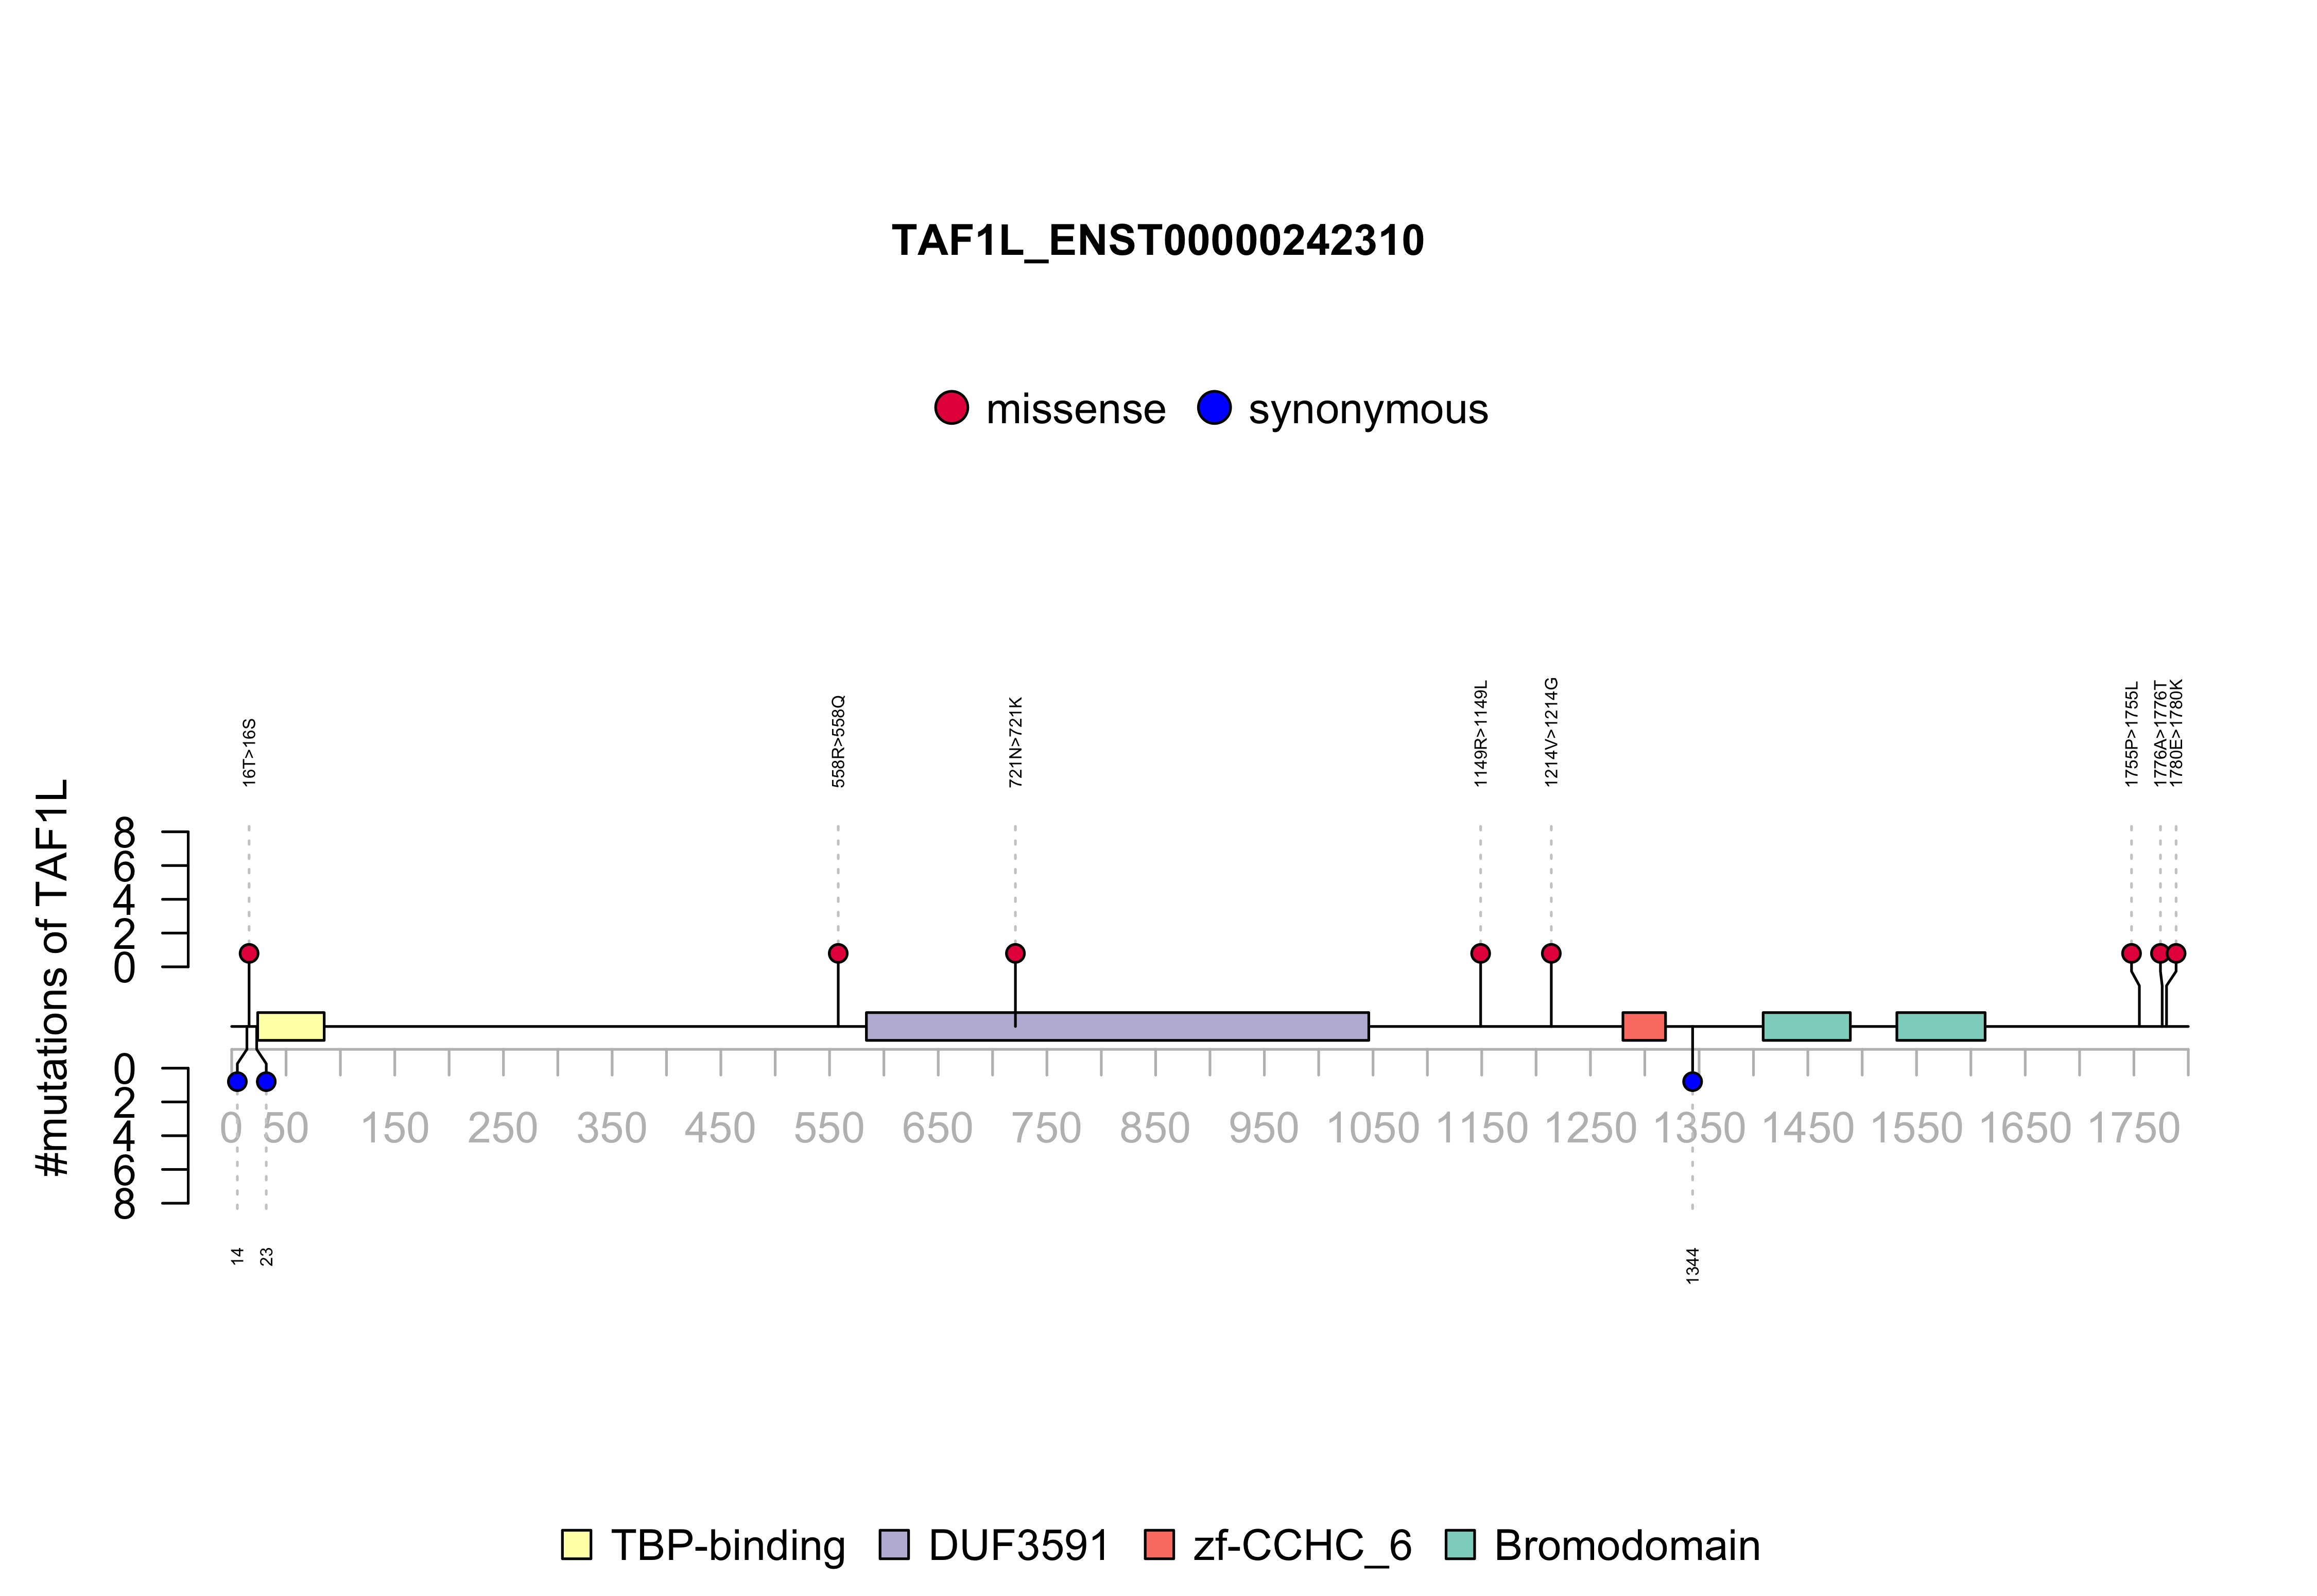 TAF1L_ENST00000242310
missense synonymous
16T>16S
558R>558Q
721N>721K
1149R>1149L
1214V>1214G
1755P>1755L
1776A>1776T
1780E>1780K
#mutations of TAF1L
8
6
4
2
0
0
2
4
6
8
0 50 150 250 350 450 550 650 750 850 950 1050 1150 1250 1350 1450 1550 1650 1750
14
23
1344
TBP-binding DUF3591 zf-CCHC_6 Bromodomain